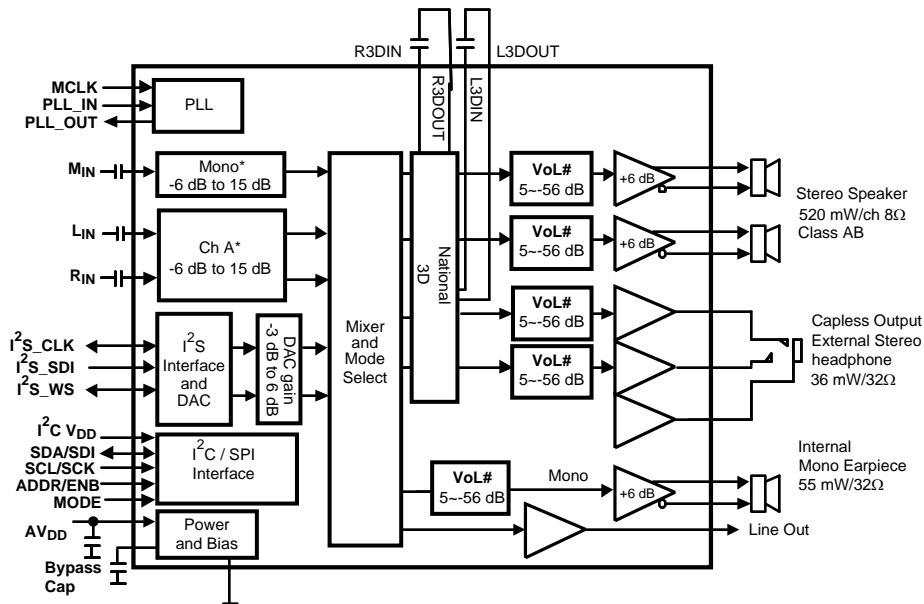 R3DIN
L3DOUT
R3DOUT
L3DIN
MCLK
PLL_IN
PLL_OUT
PLL
M_IN
Mono*
-6 dB to 15 dB
L_IN
R_IN
Ch A*
-6 dB to 15 dB
I²S_CLK
I²S_SDI
I²S_WS
I²S
Interface
and
DAC
DAC gain
-3 dB to 6 dB
I²C V_DD
SDA/SDI
SCL/SCK
ADDR/ENB
MODE
I²C / SPI
Interface
AV_DD
Bypass
Cap
Power
and Bias
Mixer
and
Mode
Select
National
3D
VoL#
5~-56 dB
+6 dB
VoL#
5~-56 dB
+6 dB
Stereo Speaker
520 mW/ch 8Ω
Class AB
VoL#
5~-56 dB
VoL#
5~-56 dB
Capless Output
External Stereo
headphone
36 mW/32Ω
VoL#
5~-56 dB
Mono
+6 dB
Internal
Mono Earpiece
55 mW/32Ω
Line Out